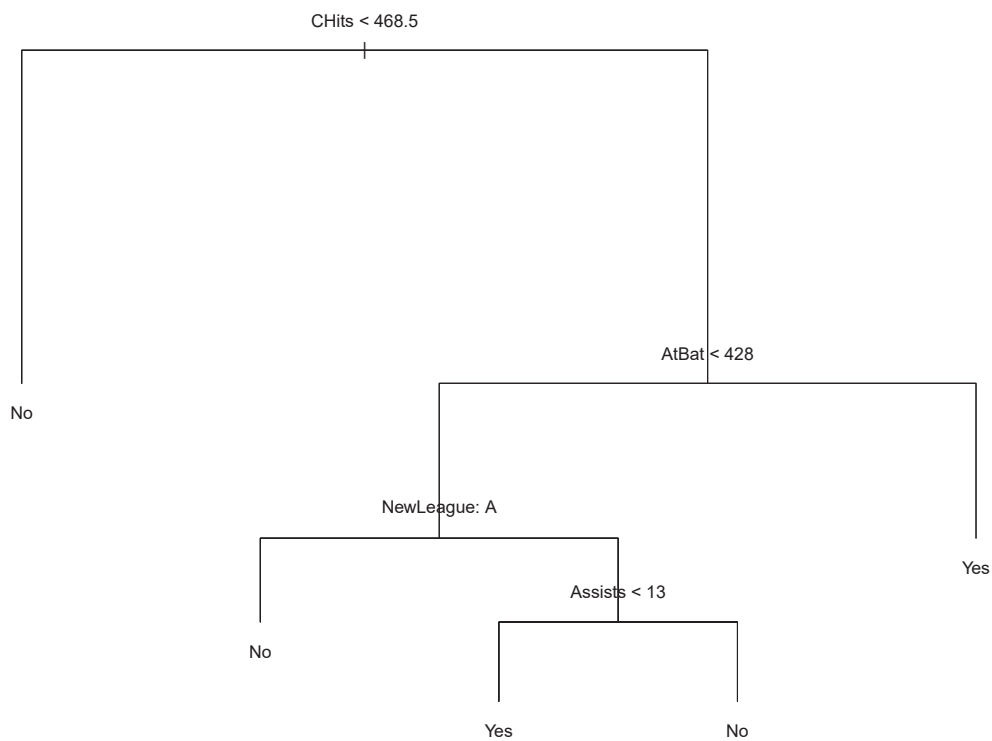 CHits < 468.5
AtBat < 428
No
NewLeague: A
Yes
Assists < 13
No
Yes
No